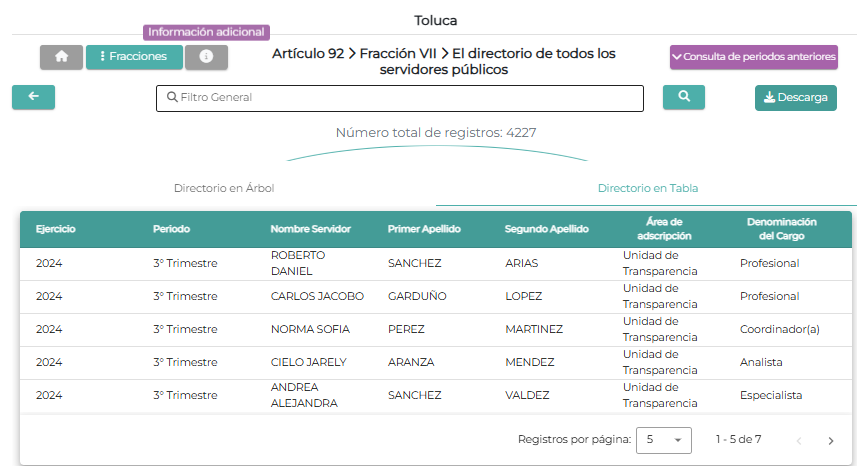 Toluca
Información adicional
Fracciones
Artículo 92 > Fracción VII > El directorio de todos los
servidores públicos
Consulta de periodos anteriores
Filtro General
Descarga
Número total de registros: 4227
Directorio en Árbol
Directorio en Tabla
Ejercicio Periodo Nombre Servidor Primer Apellido Segundo Apellido Área de adscripción Denominación del Cargo
2024 3° Trimestre ROBERTO DANIEL SANCHEZ ARIAS Unidad de Transparencia Profesional
2024 3° Trimestre CARLOS JACOBO GARDUÑO LOPEZ Unidad de Transparencia Profesional
2024 3° Trimestre NORMA SOFIA PEREZ MARTINEZ Unidad de Transparencia Coordinador(a)
2024 3° Trimestre CIELO JARELY ARANZA MENDEZ Unidad de Transparencia Analista
2024 3° Trimestre ANDREA ALEJANDRA SANCHEZ VALDEZ Unidad de Transparencia Especialista
Registros por página: 5 1 - 5 de 7